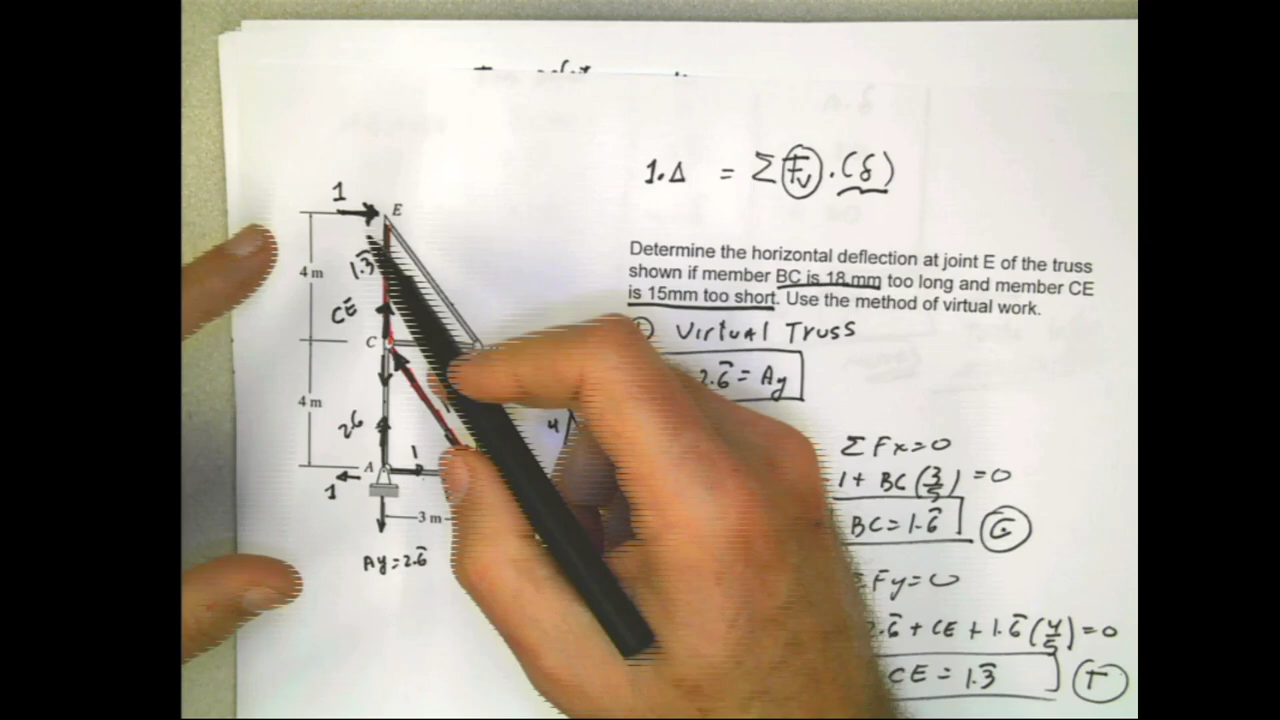 1.Δ = Σ Fv . (δ)
1
E
Determine the horizontal deflection at joint E of the truss
shown if member BC is 18 mm too long and member CE
is 15mm too short. Use the method of virtual work.
4 m
1.3̅
CE
C
Virtual Truss
2.6̅ = Ay
4 m
26
4
A
1
1
3 m
Ay=2.6̅
ΣFx=0
1 + BC (3/5) =0
BC = 1.6̅ C
Fy=0
2.6̅ + CE + 1.6̅ (4/5) =0
CE = 1.3̅ T